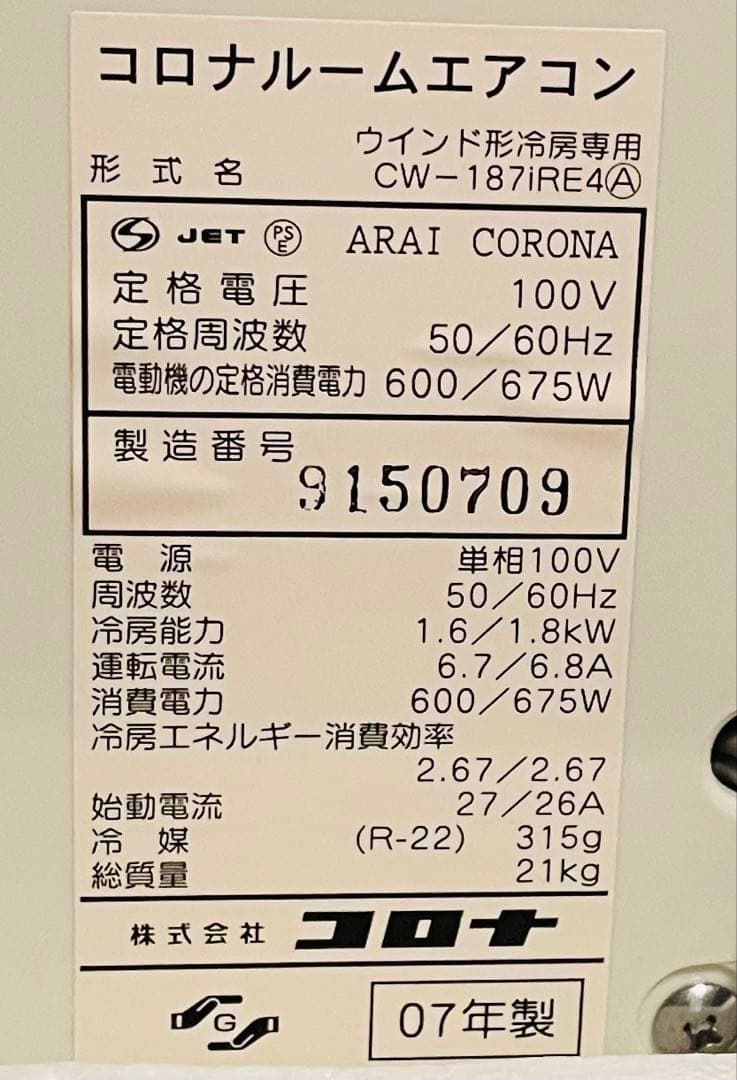 コロナルームエアコン
ウインド形冷房専用
形式名 CW-187iRE4Ⓐ
S JET PSE ARAI CORONA
定格電圧 100V
定格周波数 50/60Hz
電動機の定格消費電力 600/675W
製造番号
9150709
電源 単相100V
周波数 50/60Hz
冷房能力 1.6/1.8kW
運転電流 6.7/6.8A
消費電力 600/675W
冷房エネルギー消費効率
2.67/2.67
始動電流 27/26A
冷媒 (R-22) 315g
総質量 21kg
株式会社 コロナ
G 07年製